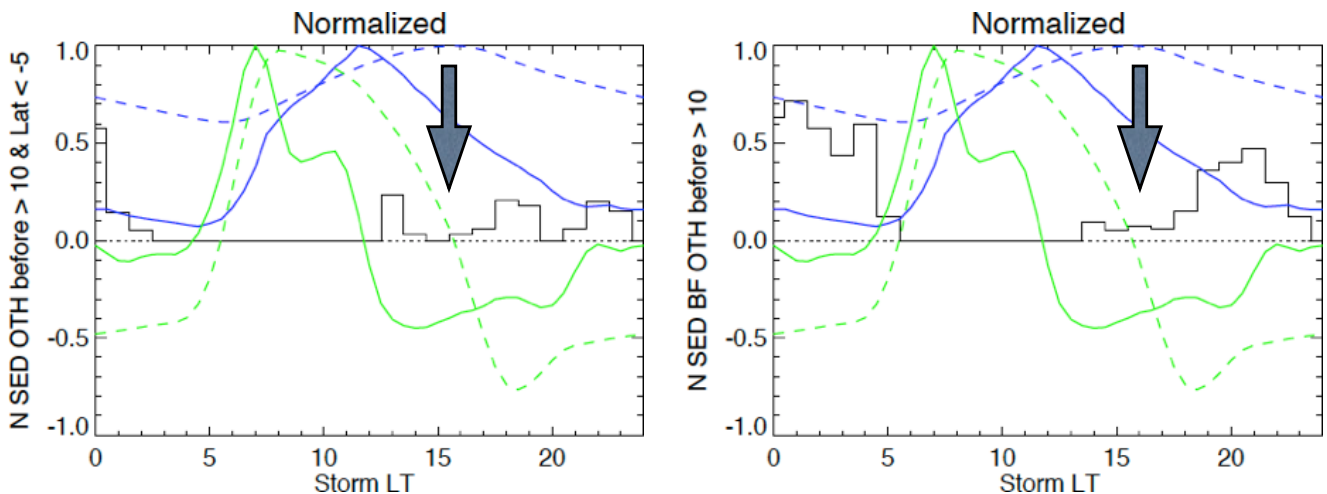 Normalized
N SED OTH before > 10 & Lat < -5
1.0
0.5
0.0
-0.5
-1.0
0 5 10 15 20
Storm LT
Normalized
N SED BF OTH before > 10
1.0
0.5
0.0
-0.5
-1.0
0 5 10 15 20
Storm LT